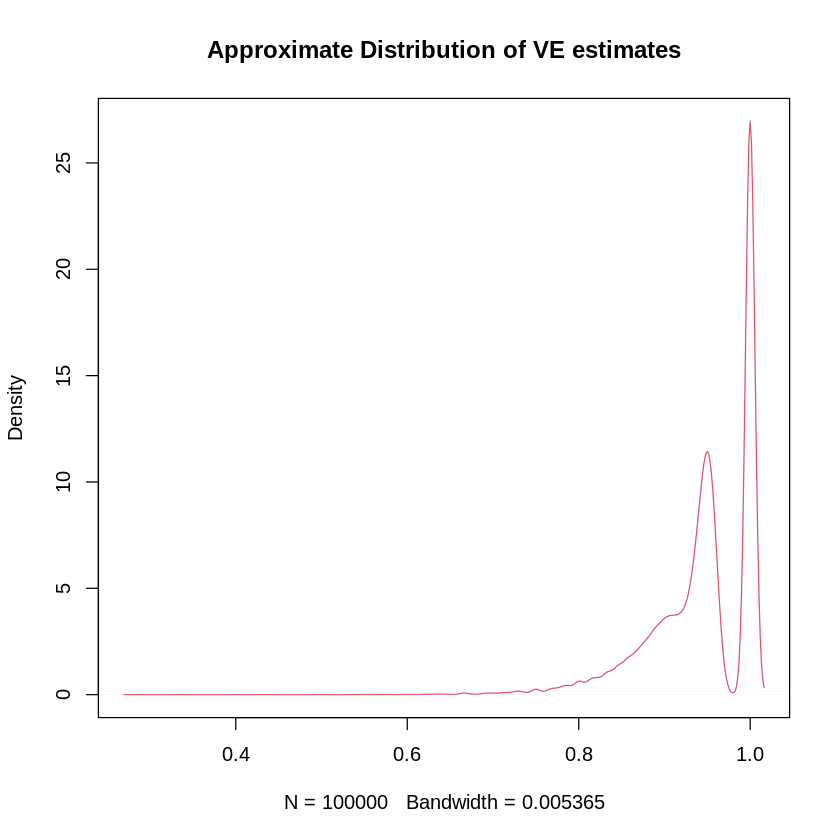 Approximate Distribution of VE estimates
Density
25
20
15
10
5
0
0.4 0.6 0.8 1.0
N = 100000 Bandwidth = 0.005365